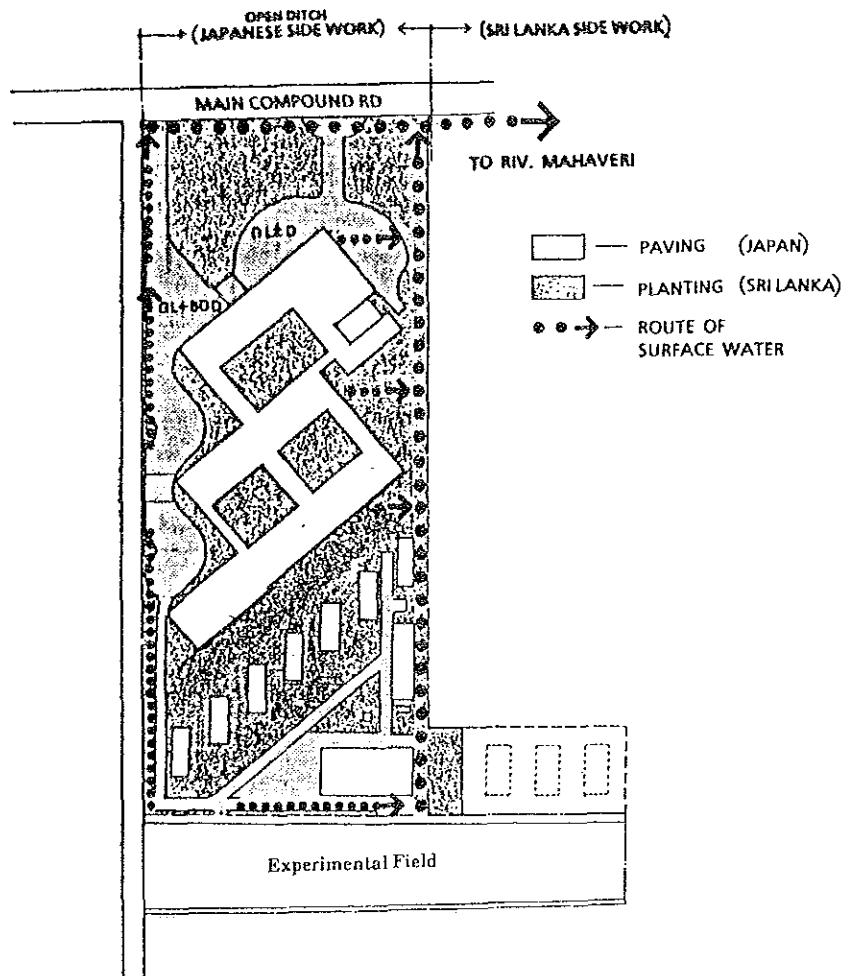 OPEN DITCH
(JAPANESE SIDE WORK)
(SRI LANKA SIDE WORK)
MAIN COMPOUND RD
TO RIV. MAHAVERI
PAVING (JAPAN)
PLANTING (SRI LANKA)
ROUTE OF
SURFACE WATER
Experimental Field